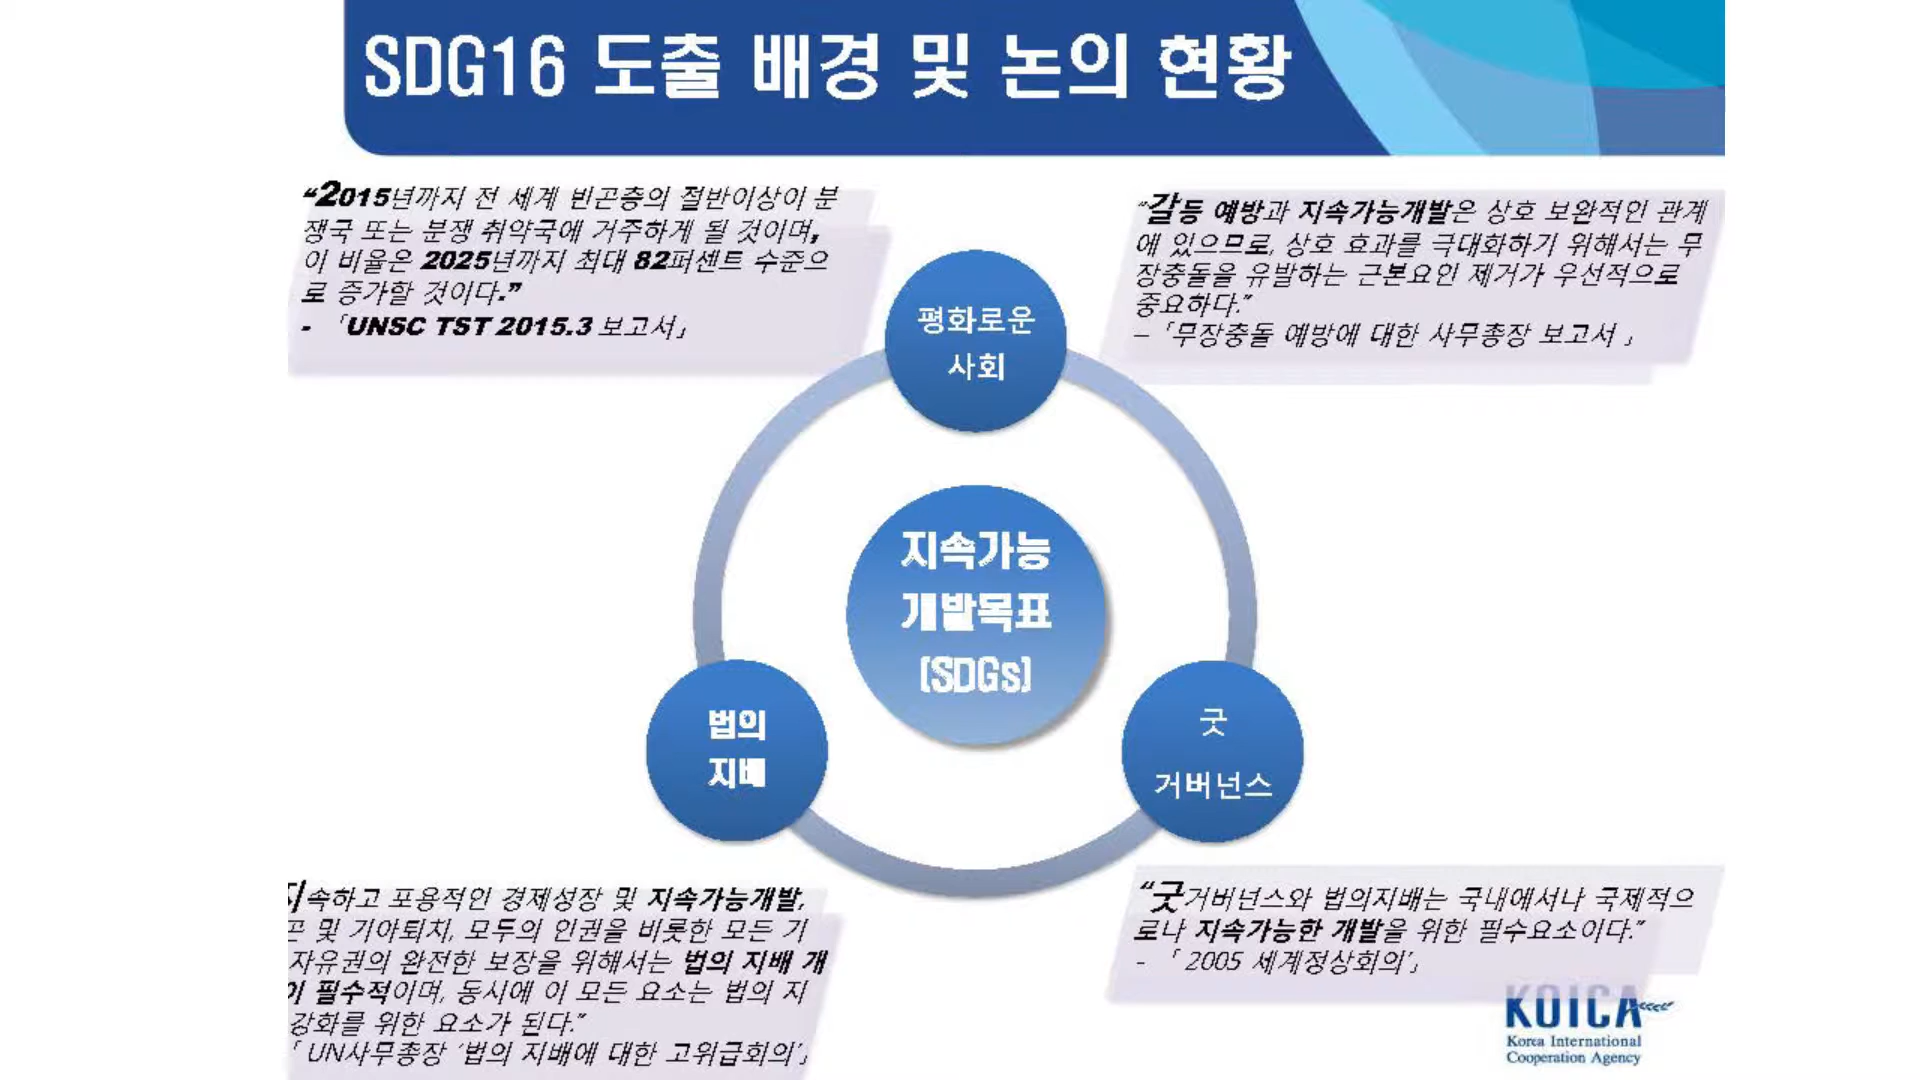 SDG16 도출 배경 및 논의 현황
“2015년까지 전 세계 빈곤층의 절반이상이 분
쟁국 또는 분쟁 취약국에 거주하게 될 것이며,
이 비율은 2025년까지 최대 82퍼센트 수준으
로 증가할 것이다.”
- 「UNSC TST 2015.3 보고서」
“갈등 예방과 지속가능개발은 상호 보완적인 관계
에 있으므로, 상호 효과를 극대화하기 위해서는 무
장충돌을 유발하는 근본요인 제거가 우선적으로
중요하다.”
– 「무장충돌 예방에 대한 사무총장 보고서 」
평화로운
사회
지속가능
개발목표
(SDGs)
법의
지배
굿
거버넌스
지속하고 포용적인 경제성장 및 지속가능개발,
곤 및 기아퇴치, 모두의 인권을 비롯한 모든 기
자유권의 완전한 보장을 위해서는 법의 지배 개
이 필수적이며, 동시에 이 모든 요소는 법의 지
강화를 위한 요소가 된다.”
「 UN사무총장 ‘법의 지배에 대한 고위급회의’」
“굿거버넌스와 법의지배는 국내에서나 국제적으
로나 지속가능한 개발을 위한 필수요소이다.”
- 「 2005 세계정상회의’」
KOICA
Korea International
Cooperation Agency